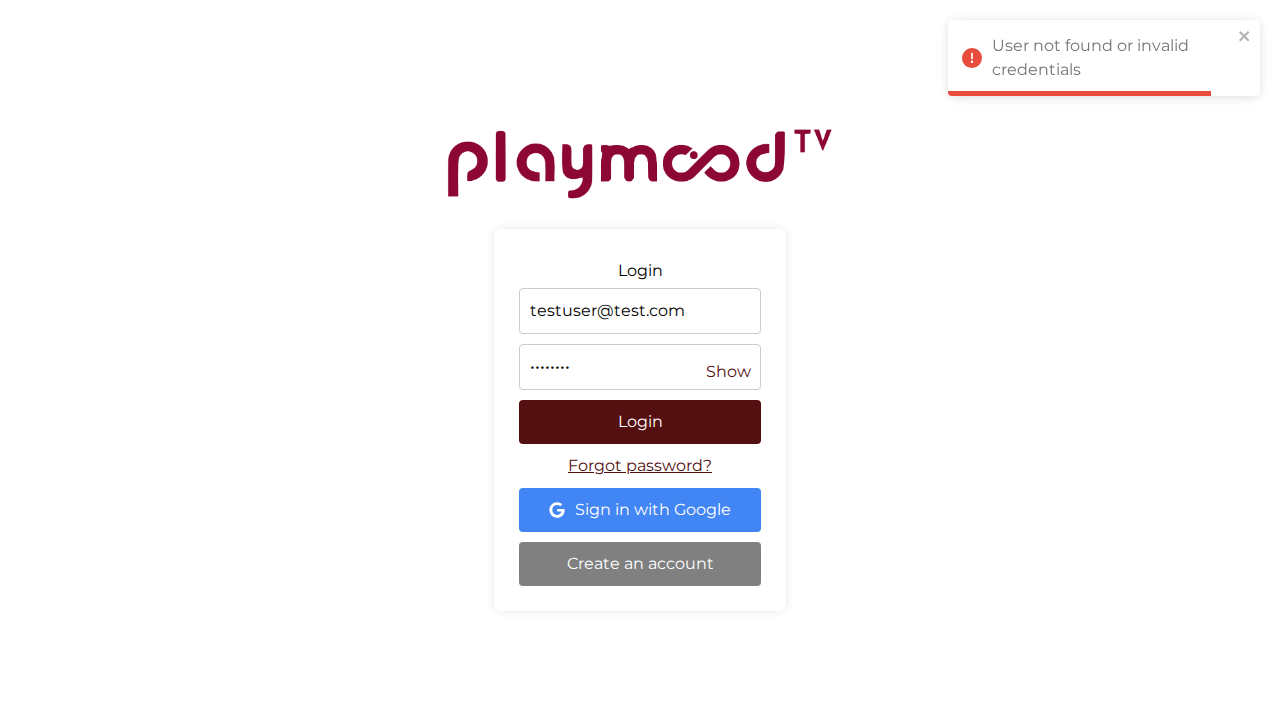 User not found or invalid
credentials
playmood TV
Login
testuser@test.com
••••••••
Show
Login
Forgot password?
Sign in with Google
Create an account